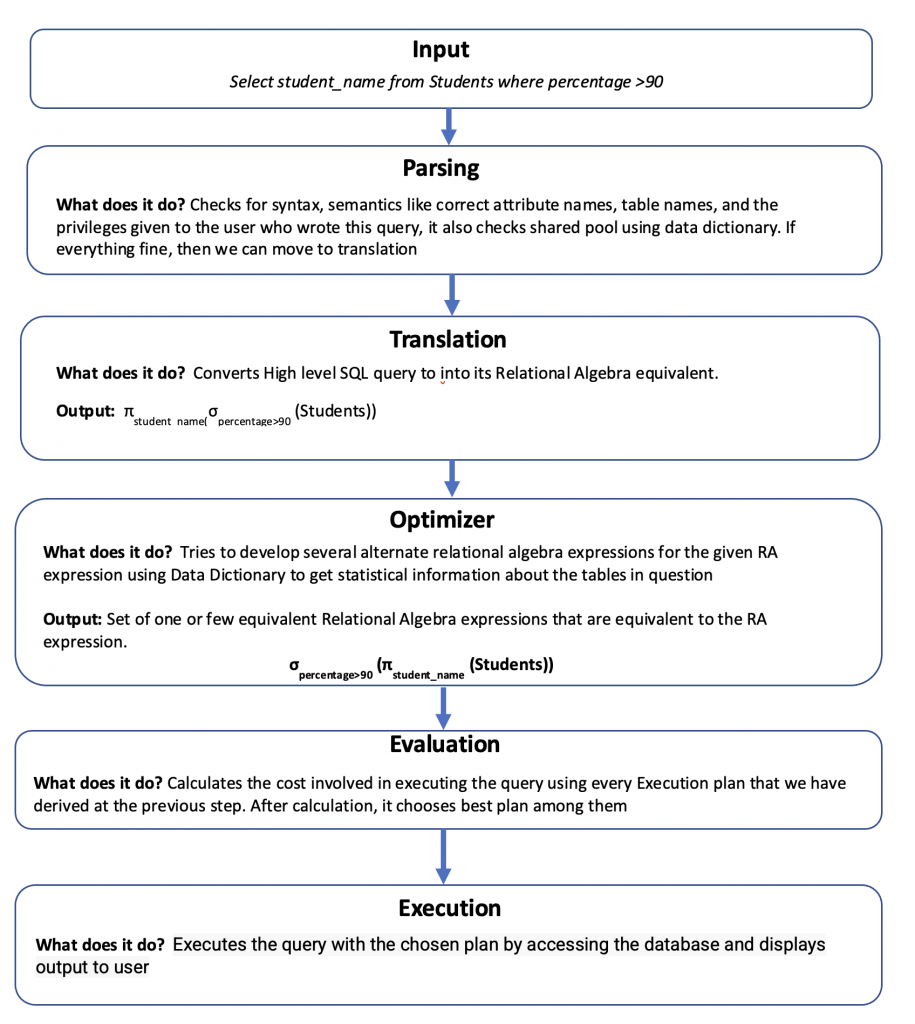 Input
Select student_name from Students where percentage >90
Parsing
What does it do? Checks for syntax, semantics like correct attribute names, table names, and the
privileges given to the user who wrote this query, it also checks shared pool using data dictionary. If
everything fine, then we can move to translation
Translation
What does it do? Converts High level SQL query to into its Relational Algebra equivalent.
Output: π student_name( σ percentage>90 (Students))
Optimizer
What does it do? Tries to develop several alternate relational algebra expressions for the given RA
expression using Data Dictionary to get statistical information about the tables in question
Output: Set of one or few equivalent Relational Algebra expressions that are equivalent to the RA
expression.
σ percentage>90 (π student_name (Students))
Evaluation
What does it do? Calculates the cost involved in executing the query using every Execution plan that we have
derived at the previous step. After calculation, it chooses best plan among them
Execution
What does it do? Executes the query with the chosen plan by accessing the database and displays
output to user